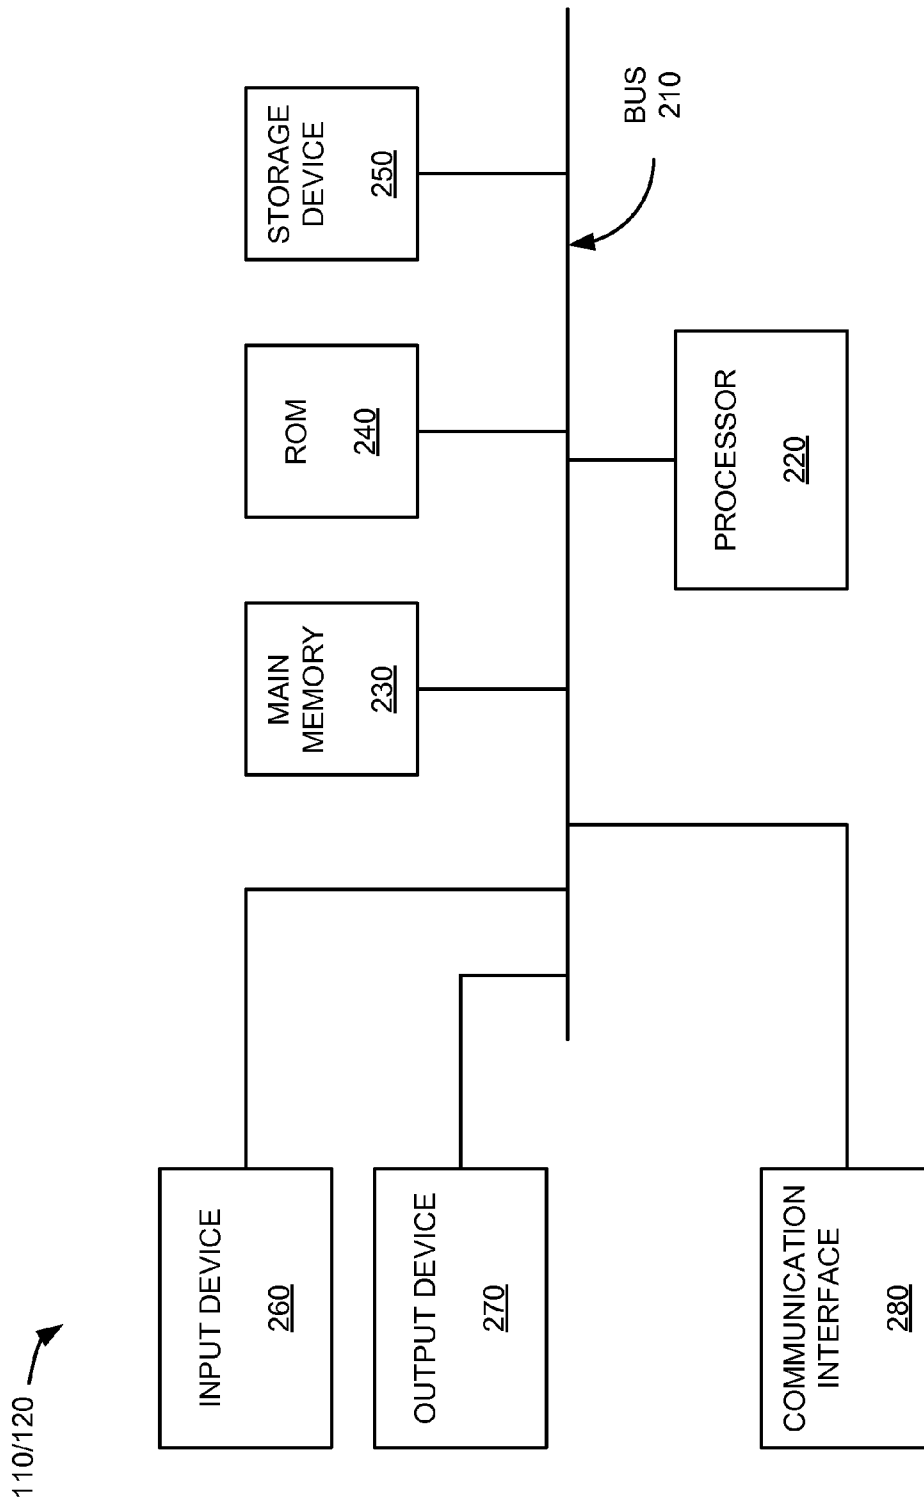 110/120
INPUT DEVICE
260
OUTPUT DEVICE
270
COMMUNICATION
INTERFACE
280
MAIN
MEMORY
230
ROM
240
STORAGE
DEVICE
250
PROCESSOR
220
BUS
210